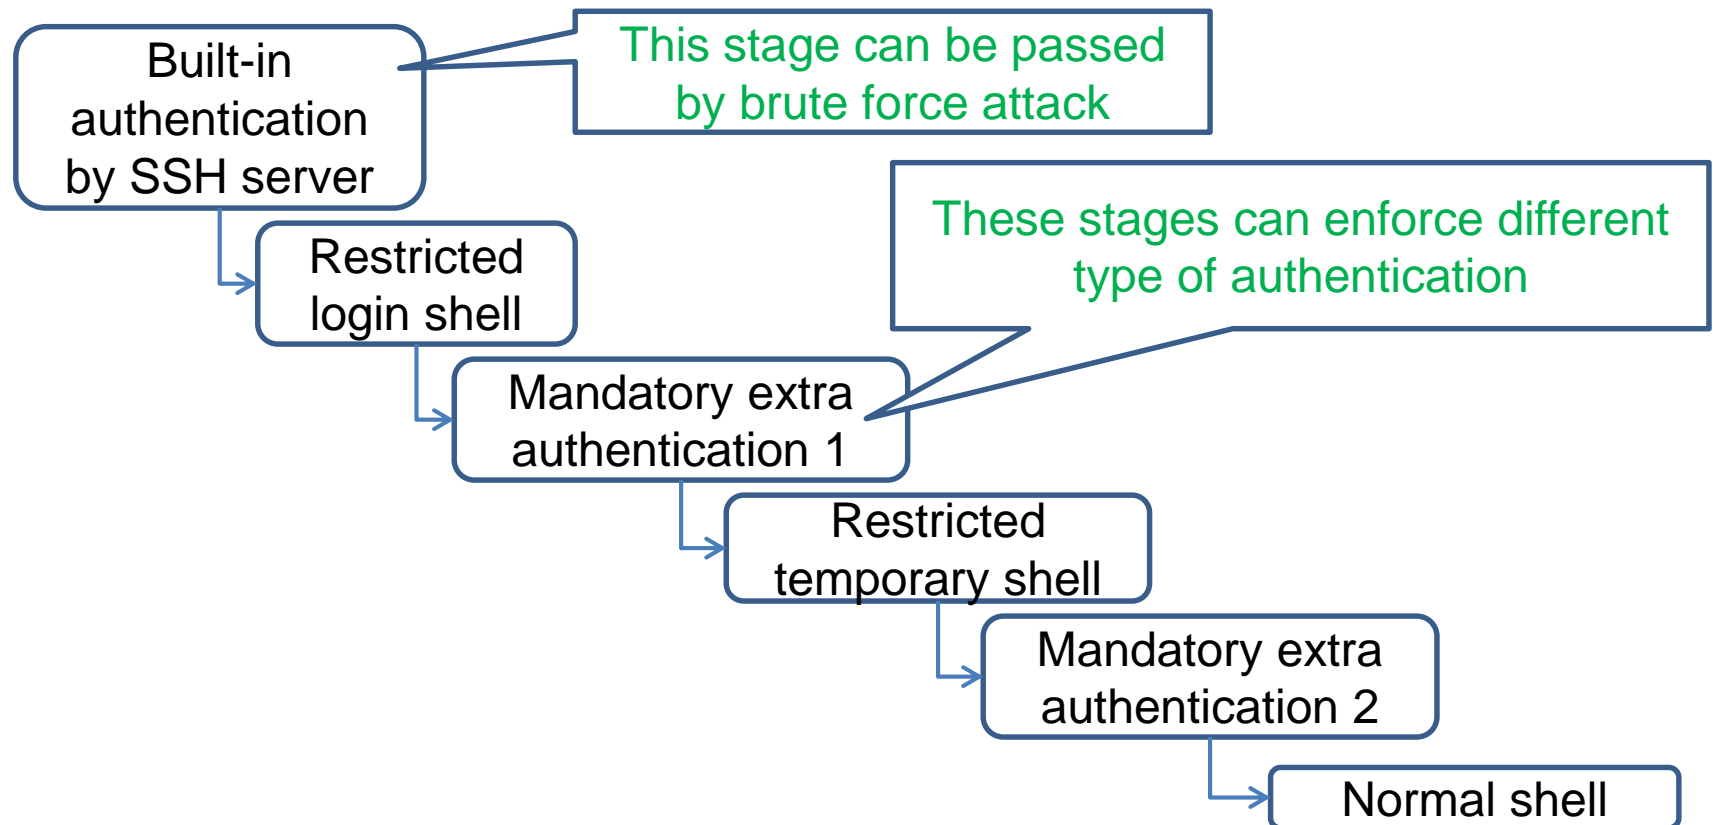 Built-in
authentication
by SSH server
This stage can be passed
by brute force attack
Restricted
login shell
These stages can enforce different
type of authentication
Mandatory extra
authentication 1
Restricted
temporary shell
Mandatory extra
authentication 2
Normal shell